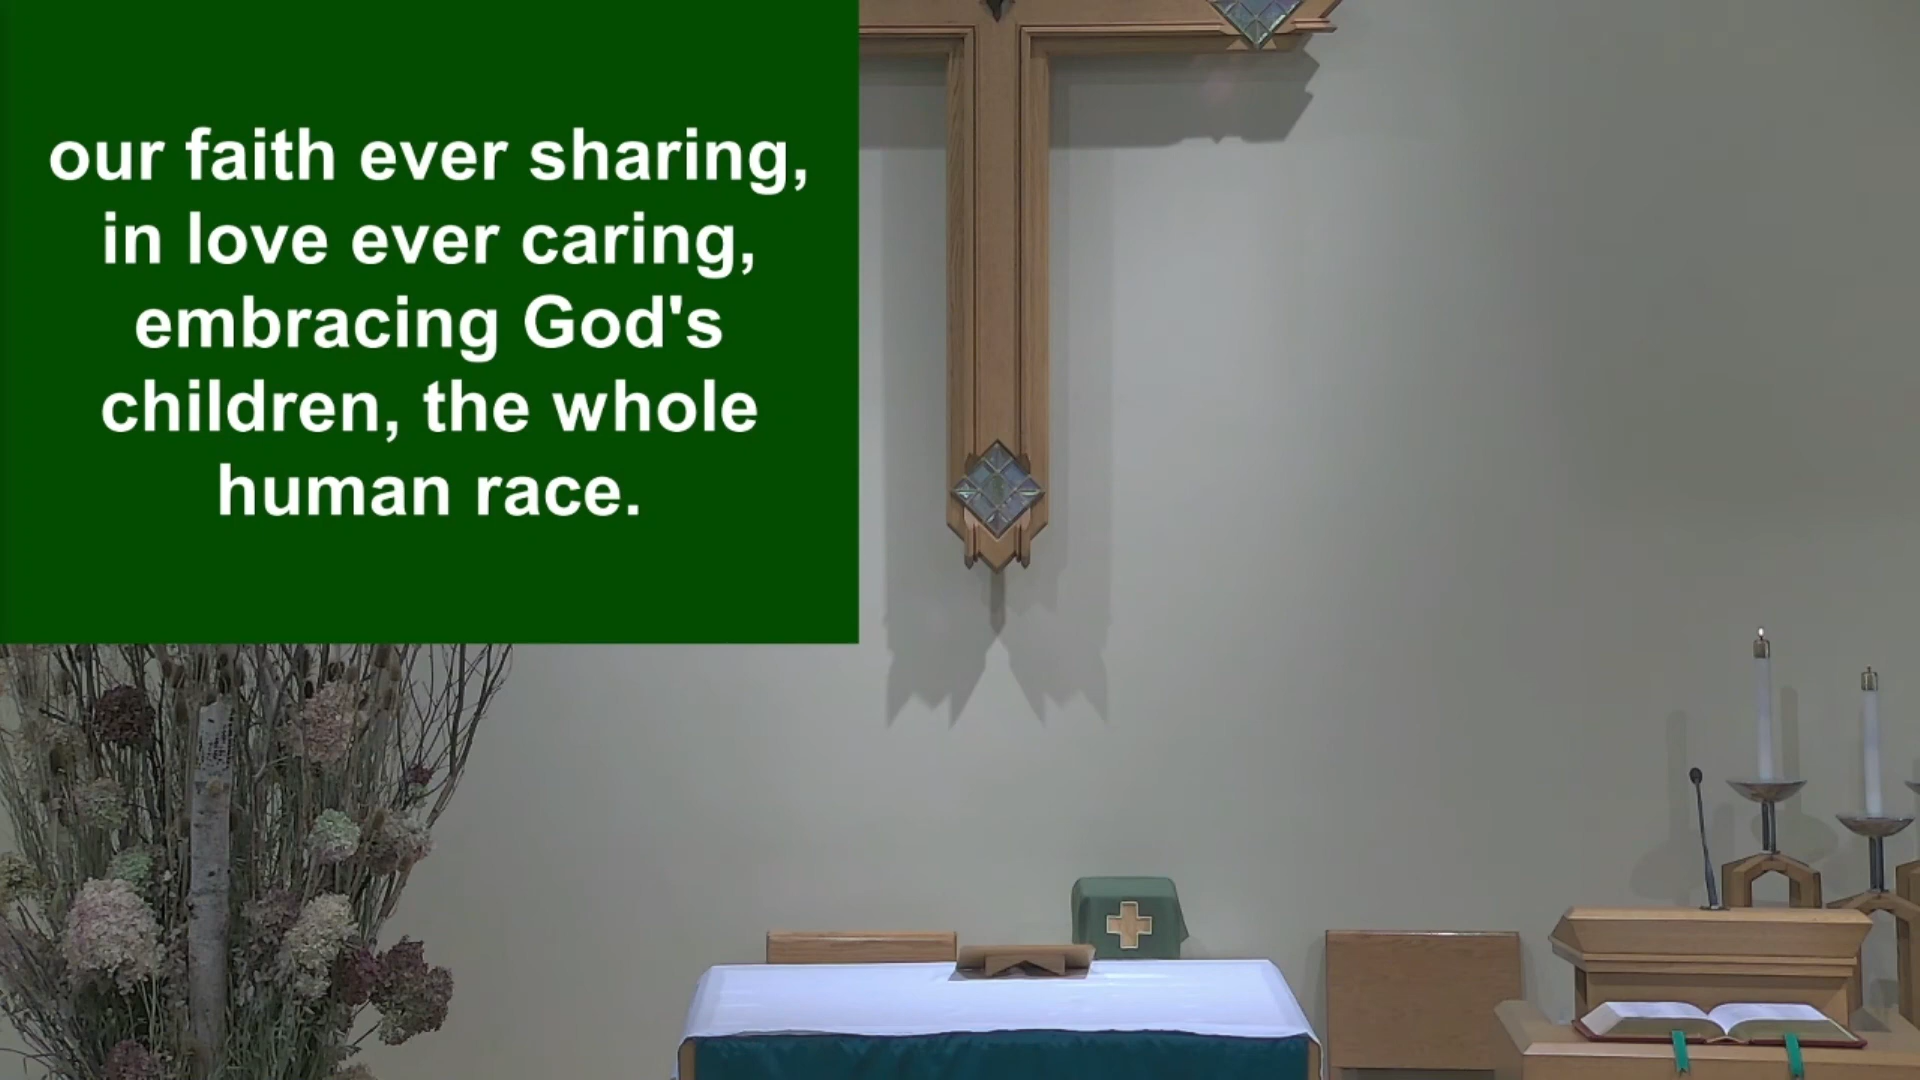 our faith ever sharing,
in love ever caring,
embracing God's
children, the whole
human race.